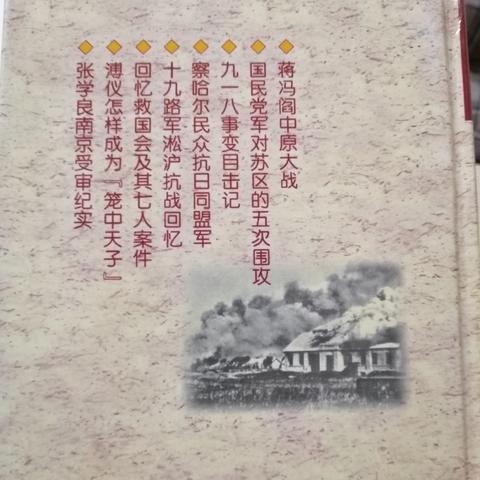 蒋冯阎中原大战
国民党军对苏区的五次围攻
九一八事变目击记
察哈尔民众抗日同盟军
十九路军淞沪抗战回忆
回忆救国会及其七人案件
溥仪怎样成为『笼中天子』
张学良南京受审纪实